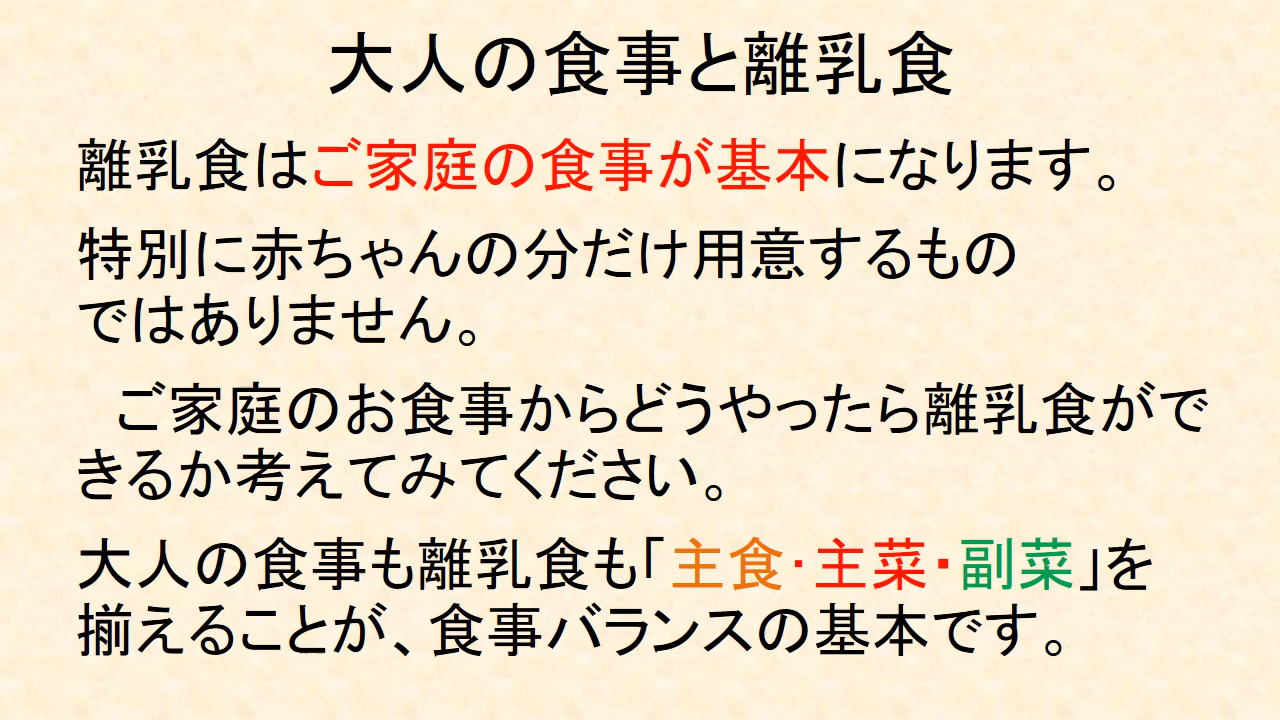 大人の食事と離乳食
離乳食はご家庭の食事が基本になります。
特別に赤ちゃんの分だけ用意するもの
ではありません。
ご家庭のお食事からどうやったら離乳食がで
きるか考えてみてください。
大人の食事も離乳食も「主食・主菜・副菜」を
揃えることが、食事バランスの基本です。